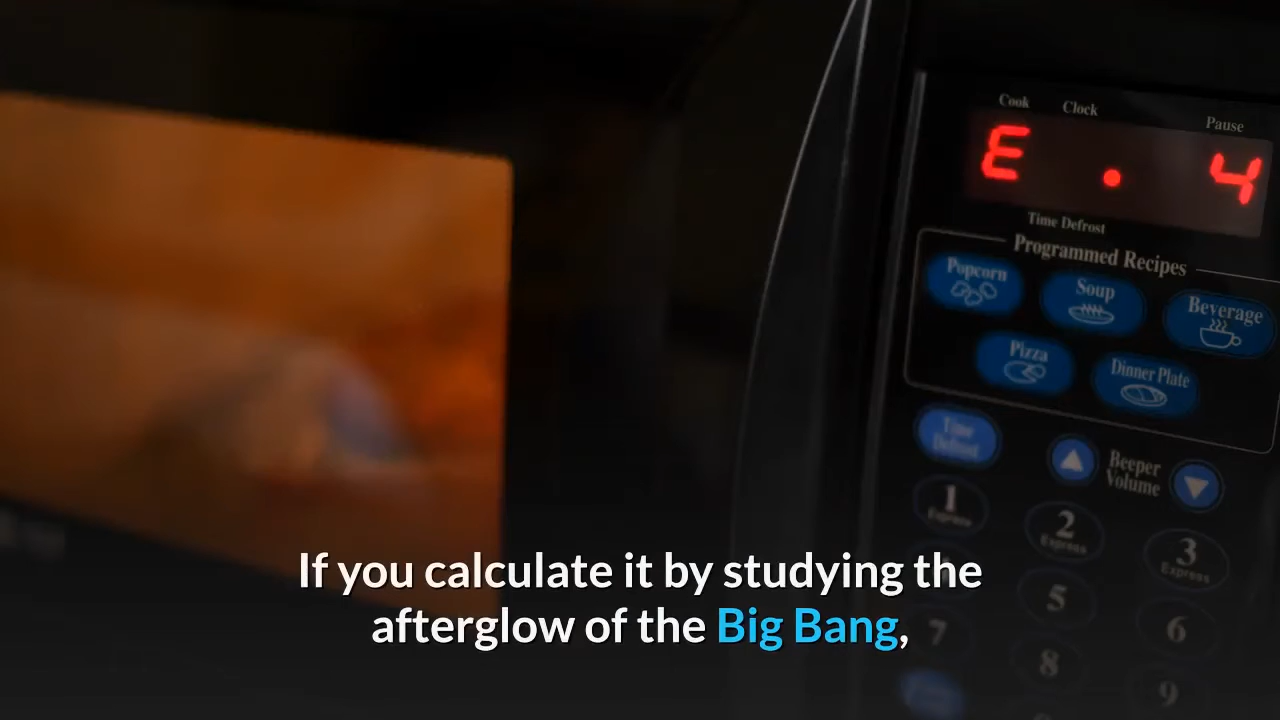 Cook Clock Pause
E . 4
Time Defrost
Programmed Recipes
Popcorn Soup Beverage
Pizza Dinner Plate
Time Defrost
Beeper Volume
1 Express
2 Express
3 Express
5
6
7
8
9
If you calculate it by studying the
afterglow of the Big Bang,